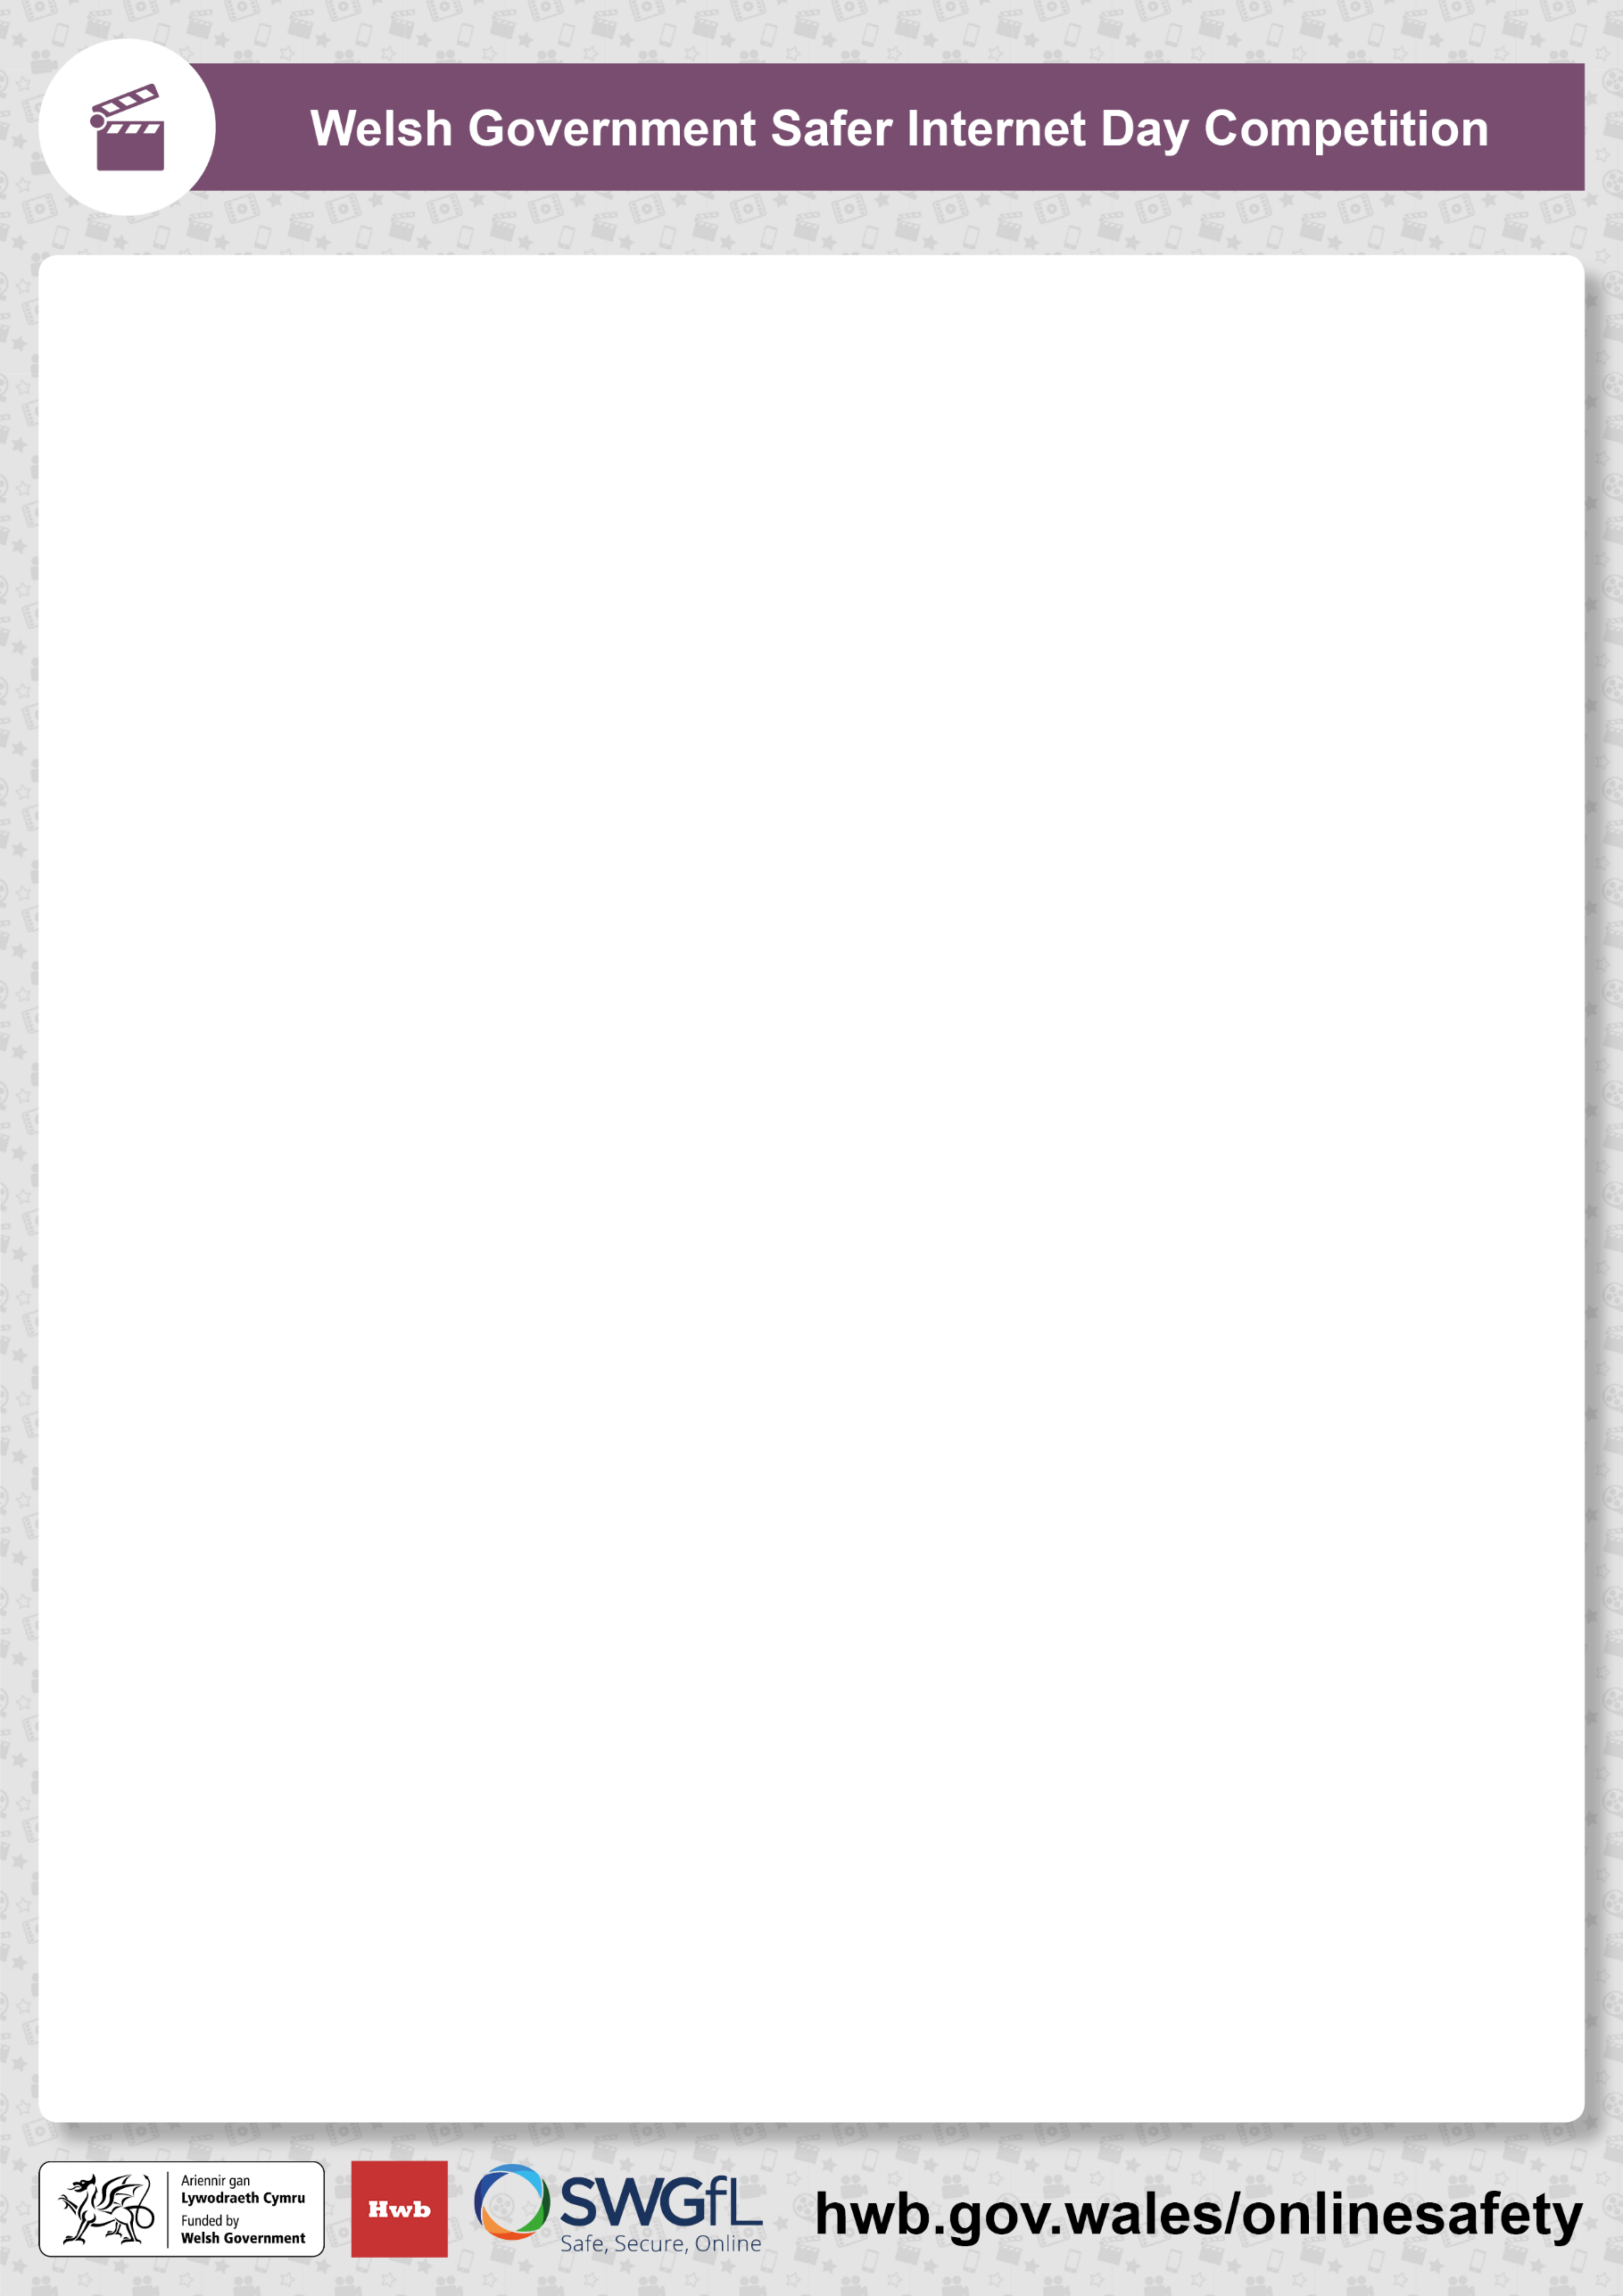 Welsh Government Safer Internet Day Competition
Ariennir gan
Lywodraeth Cymru
Funded by
Welsh Government
Hwb
SWGfL
Safe, Secure, Online
hwb.gov.wales/onlinesafety